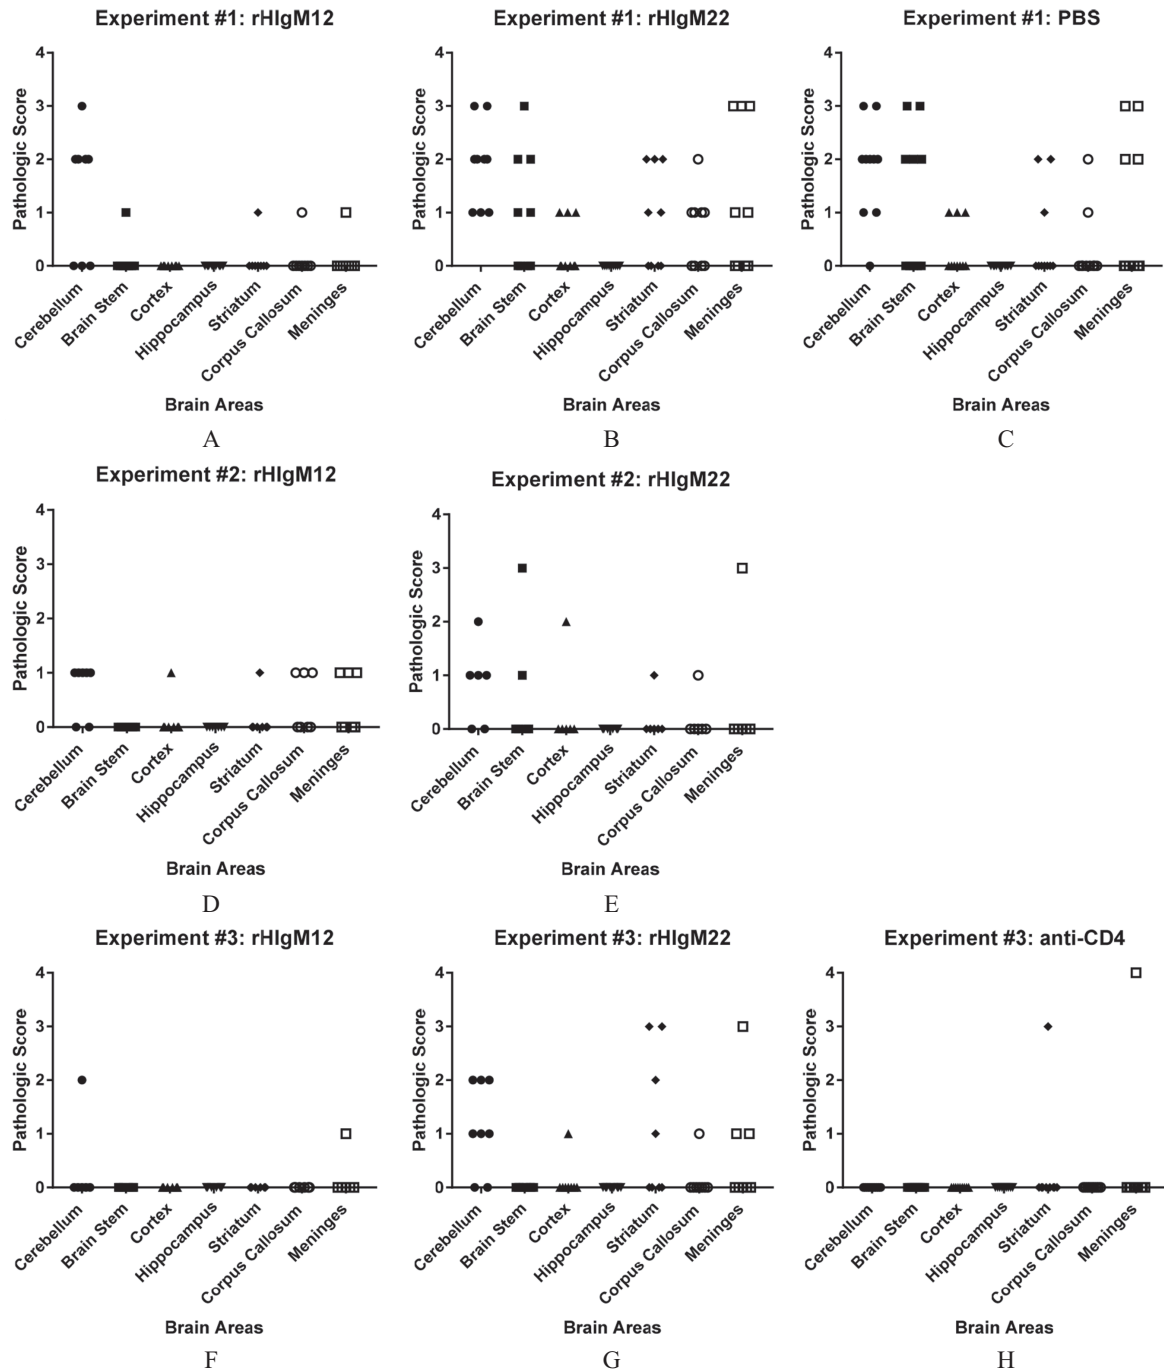 Experiment #1: rHIgM12
Pathologic Score
4
3
2
1
0
Cerebellum
Brain Stem
Cortex
Hippocampus
Striatum
Corpus Callosum
Meninges
Brain Areas
A
Experiment #1: rHIgM22
Pathologic Score
4
3
2
1
0
Cerebellum
Brain Stem
Cortex
Hippocampus
Striatum
Corpus Callosum
Meninges
Brain Areas
B
Experiment #1: PBS
Pathologic Score
4
3
2
1
0
Cerebellum
Brain Stem
Cortex
Hippocampus
Striatum
Corpus Callosum
Meninges
Brain Areas
C
Experiment #2: rHIgM12
Pathologic Score
4
3
2
1
0
Cerebellum
Brain Stem
Cortex
Hippocampus
Striatum
Corpus Callosum
Meninges
Brain Areas
D
Experiment #2: rHIgM22
Pathologic Score
4
3
2
1
0
Cerebellum
Brain Stem
Cortex
Hippocampus
Striatum
Corpus Callosum
Meninges
Brain Areas
E
Experiment #3: rHIgM12
Pathologic Score
4
3
2
1
0
Cerebellum
Brain Stem
Cortex
Hippocampus
Striatum
Corpus Callosum
Meninges
Brain Areas
F
Experiment #3: rHIgM22
Pathologic Score
4
3
2
1
0
Cerebellum
Brain Stem
Cortex
Hippocampus
Striatum
Corpus Callosum
Meninges
Brain Areas
G
Experiment #3: anti-CD4
Pathologic Score
4
3
2
1
0
Cerebellum
Brain Stem
Cortex
Hippocampus
Striatum
Corpus Callosum
Meninges
Brain Areas
H